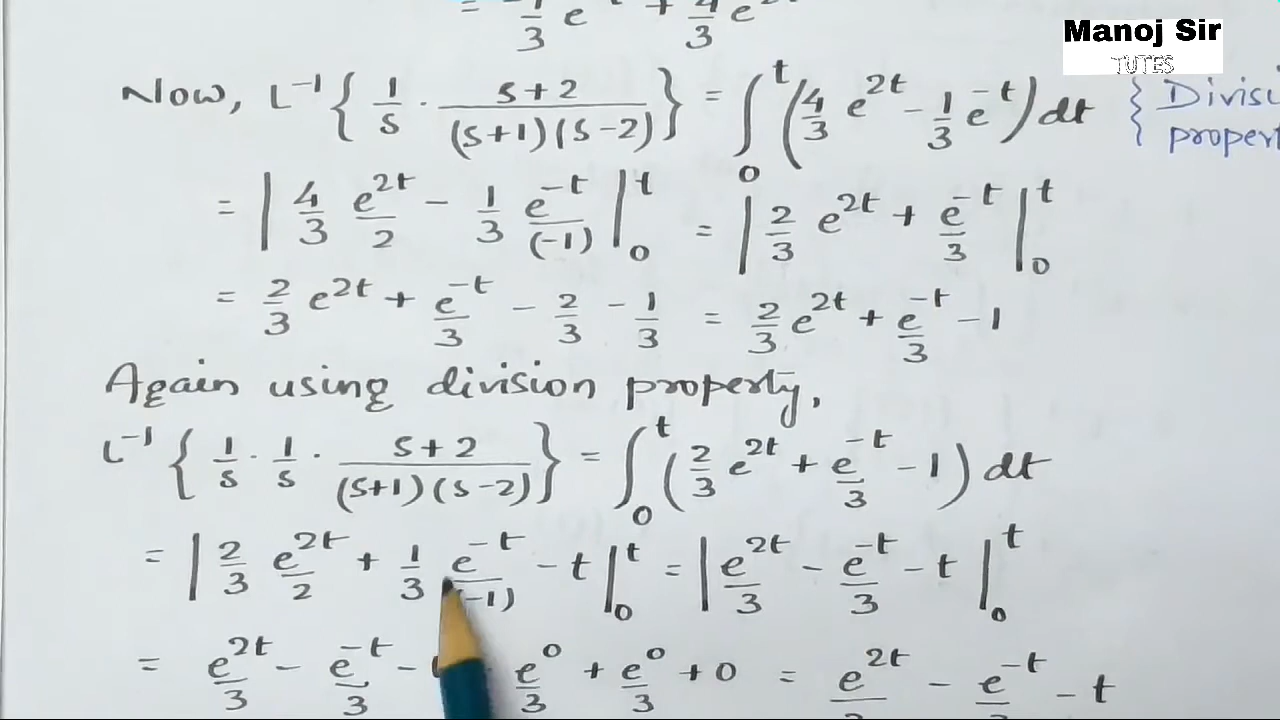 = -1/3 e + 4/3 e
Manoj Sir
TUTES
Now, L⁻¹ { 1/s · (s+2)/((s+1)(s-2)) } = ∫₀ᵗ (4/3 e^{2t} - 1/3 e^{-t}) dt
= | 4/3 e^{2t}/2 - 1/3 e^{-t}/(-1) |₀ᵗ = | 2/3 e^{2t} + e^{-t}/3 |₀ᵗ
= 2/3 e^{2t} + e^{-t}/3 - 2/3 - 1/3 = 2/3 e^{2t} + e^{-t}/3 - 1
Again using division property,
L⁻¹ { 1/s · 1/s · (s+2)/((s+1)(s-2)) } = ∫₀ᵗ (2/3 e^{2t} + e^{-t}/3 - 1) dt
= | 2/3 e^{2t}/2 + 1/3 e^{-t}/(-1) - t |₀ᵗ = | e^{2t}/3 - e^{-t}/3 - t |₀ᵗ
= e^{2t}/3 - e^{-t}/3 - e⁰/3 + e⁰/3 + 0 = e^{2t} - e^{-t} - t